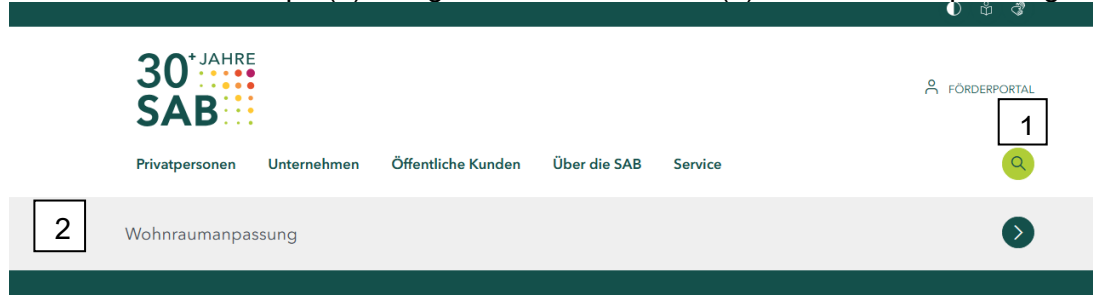 30+ JAHRE
SAB
FÖRDERPORTAL
1
Privatpersonen Unternehmen Öffentliche Kunden Über die SAB Service
2
Wohnraumanpassung